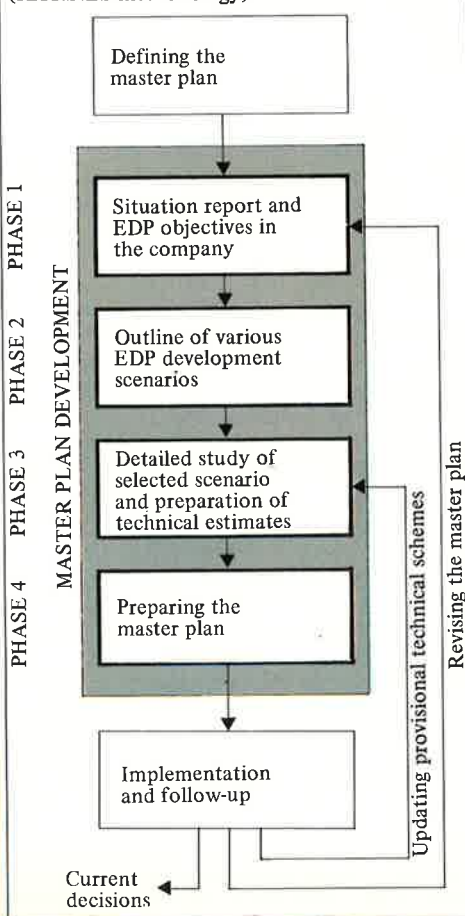 Defining the
master plan
PHASE 1
Situation report and
EDP objectives in
the company
PHASE 2
Outline of various
EDP development
scenarios
MASTER PLAN DEVELOPMENT
PHASE 3
Detailed study of
selected scenario
and preparation of
technical estimates
PHASE 4
Preparing the
master plan
Updating provisional technical schemes
Revising the master plan
Implementation
and follow-up
Current
decisions